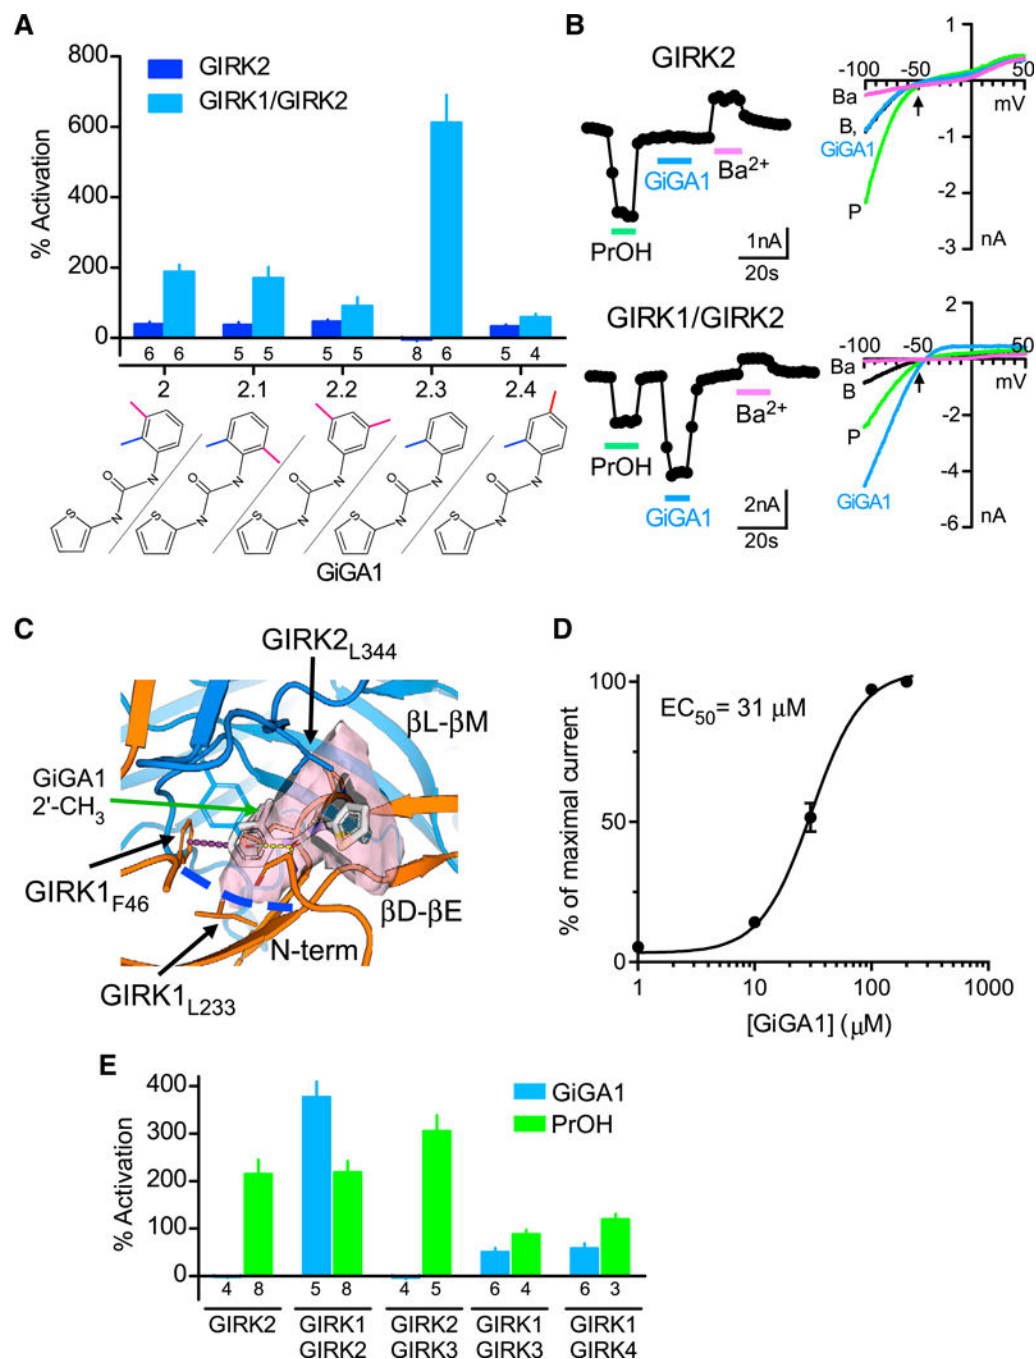 A
800
600
400
200
0
% Activation
GIRK2
GIRK1/GIRK2
6 6 5 5 5 5 8 6 5 4
2 2.1 2.2 2.3 2.4
O N N S
O N N S
O N N S
O N N S
O N N S
GiGA1
B
GIRK2
GiGA1
Ba2+
PrOH
1nA
20s
1
-100 -50 50
mV
Ba
B,
GiGA1
P
-1
-2
-3
nA
GIRK1/GIRK2
PrOH
GiGA1
Ba2+
2nA
20s
2
-100 -50 50
mV
Ba
B
P
GiGA1
-2
-4
-6
nA
C
GIRK2L344
βL-βM
GiGA1
2'-CH3
GIRK1F46
βD-βE
N-term
GIRK1L233
D
EC50= 31 μM
100
50
0
% of maximal current
1 10 100 1000
[GiGA1] (μM)
E
400
300
200
100
0
% Activation
GiGA1
PrOH
4 8 5 8 4 5 6 4 6 3
GIRK2
GIRK1
GIRK2
GIRK2
GIRK3
GIRK1
GIRK3
GIRK1
GIRK4